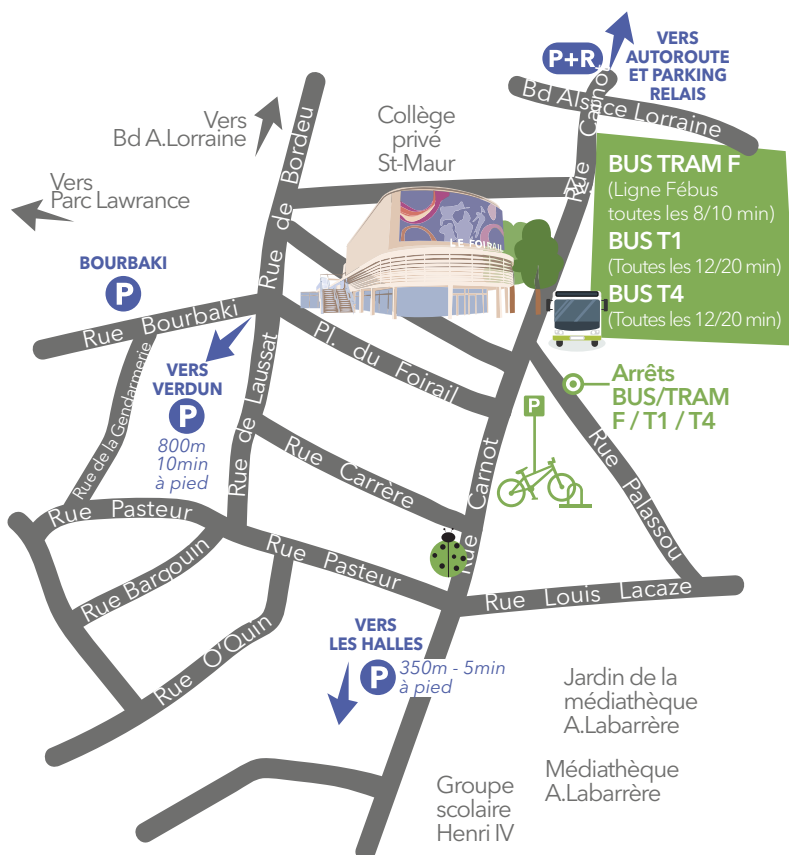 P+R
VERS
AUTOROUTE
ET PARKING
RELAIS
Bd Alsace Lorraine
Rue Carnot
Vers
Bd A.Lorraine
Collège
privé
St-Maur
Rue de Bordeu
Vers
Parc Lawrance
BUS TRAM F
(Ligne Fébus
toutes les 8/10 min)
BUS T1
(Toutes les 12/20 min)
BUS T4
(Toutes les 12/20 min)
LE FOIRAIL
BOURBAKI
P
Rue Bourbaki
VERS
VERDUN
P
800m
10min
à pied
Rue de la Gendarmerie
Rue de Laussat
Pl. du Foirail
Arrêts
BUS/TRAM
F / T1 / T4
P
Rue Carrère
Rue Carnot
Rue Palassou
Rue Pasteur
Rue Pasteur
Rue Bargouin
Rue Louis Lacaze
Rue O'Quin
VERS
LES HALLES
P
350m - 5min
à pied
Jardin de la
médiathèque
A.Labarrère
Médiathèque
A.Labarrère
Groupe
scolaire
Henri IV